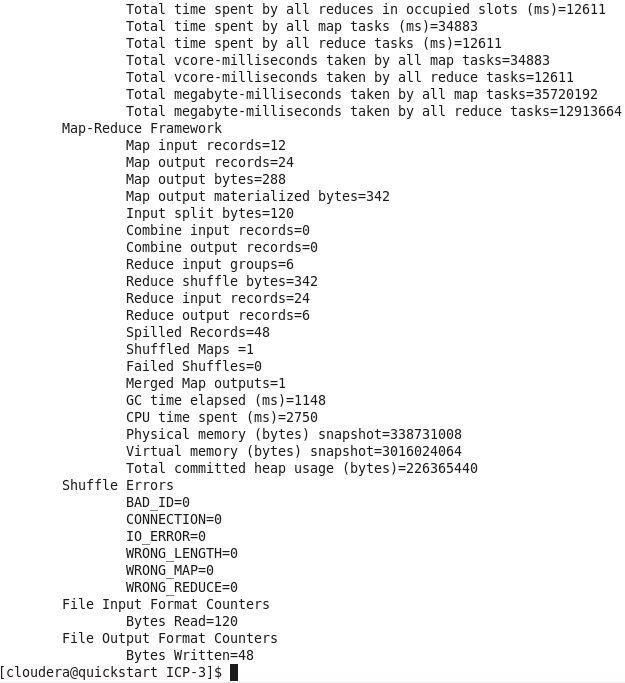 Total time spent by all reduces in occupied slots (ms)=12611
Total time spent by all map tasks (ms)=34883
Total time spent by all reduce tasks (ms)=12611
Total vcore-milliseconds taken by all map tasks=34883
Total vcore-milliseconds taken by all reduce tasks=12611
Total megabyte-milliseconds taken by all map tasks=35720192
Total megabyte-milliseconds taken by all reduce tasks=12913664
Map-Reduce Framework
Map input records=12
Map output records=24
Map output bytes=288
Map output materialized bytes=342
Input split bytes=120
Combine input records=0
Combine output records=0
Reduce input groups=6
Reduce shuffle bytes=342
Reduce input records=24
Reduce output records=6
Spilled Records=48
Shuffled Maps =1
Failed Shuffles=0
Merged Map outputs=1
GC time elapsed (ms)=1148
CPU time spent (ms)=2750
Physical memory (bytes) snapshot=338731008
Virtual memory (bytes) snapshot=3016024064
Total committed heap usage (bytes)=226365440
Shuffle Errors
BAD_ID=0
CONNECTION=0
IO_ERROR=0
WRONG_LENGTH=0
WRONG_MAP=0
WRONG_REDUCE=0
File Input Format Counters
Bytes Read=120
File Output Format Counters
Bytes Written=48
[cloudera@quickstart ICP-3]$